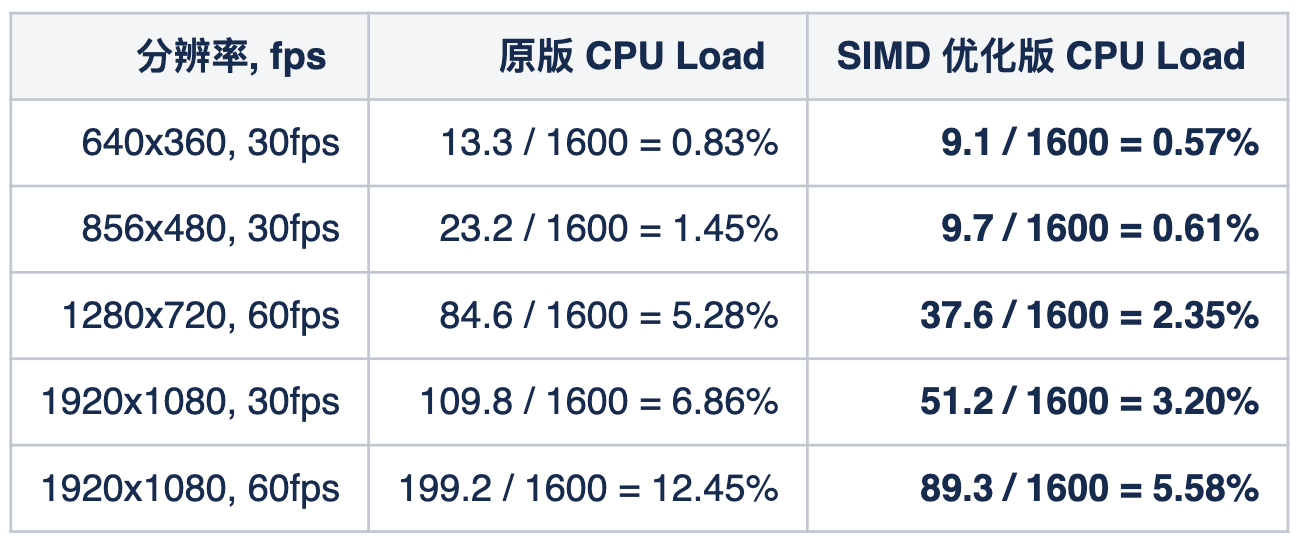 分辨率, fps 原版 CPU Load SIMD 优化版 CPU Load
640x360, 30fps 13.3 / 1600 = 0.83% 9.1 / 1600 = 0.57%
856x480, 30fps 23.2 / 1600 = 1.45% 9.7 / 1600 = 0.61%
1280x720, 60fps 84.6 / 1600 = 5.28% 37.6 / 1600 = 2.35%
1920x1080, 30fps 109.8 / 1600 = 6.86% 51.2 / 1600 = 3.20%
1920x1080, 60fps 199.2 / 1600 = 12.45% 89.3 / 1600 = 5.58%